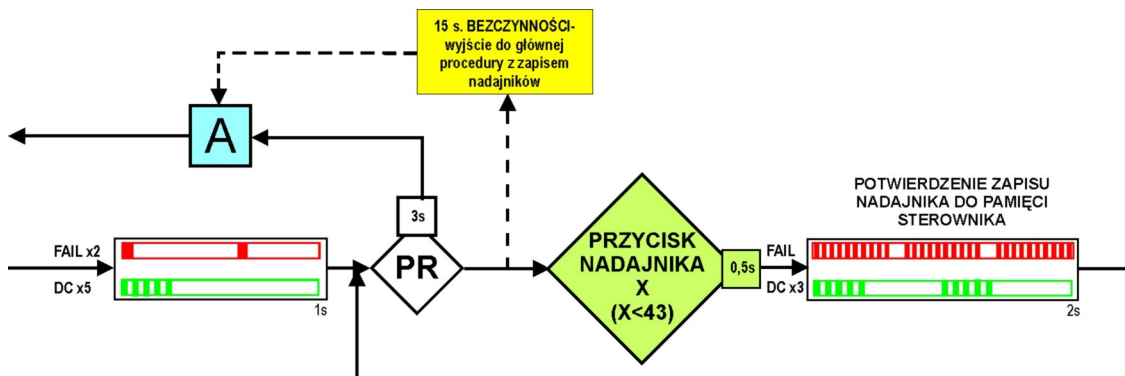 15 s. BEZCZYNNOŚCI-
wyjście do głównej
procedury z zapisem
nadajników
A
3s
PR
FAIL x2
DC x5
1s
PRZYCISK
NADAJNIKA
X
(X<43)
0,5s
POTWIERDZENIE ZAPISU
NADAJNIKA DO PAMIĘCI
STEROWNIKA
FAIL
DC x3
2s